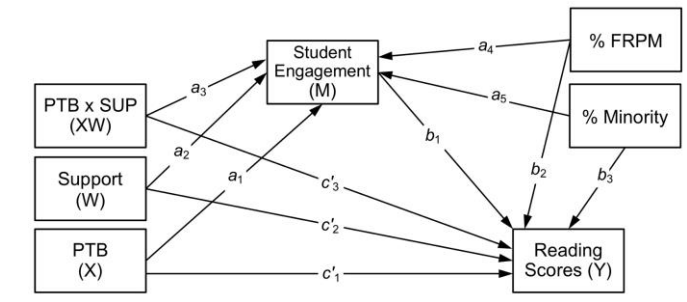 Student
Engagement
(M)
% FRPM
a4
a3
PTB x SUP
(XW)
a5
% Minority
b1
a2
Support
(W)
a1
c'3
b2
b3
c'2
PTB
(X)
c'1
Reading
Scores (Y)